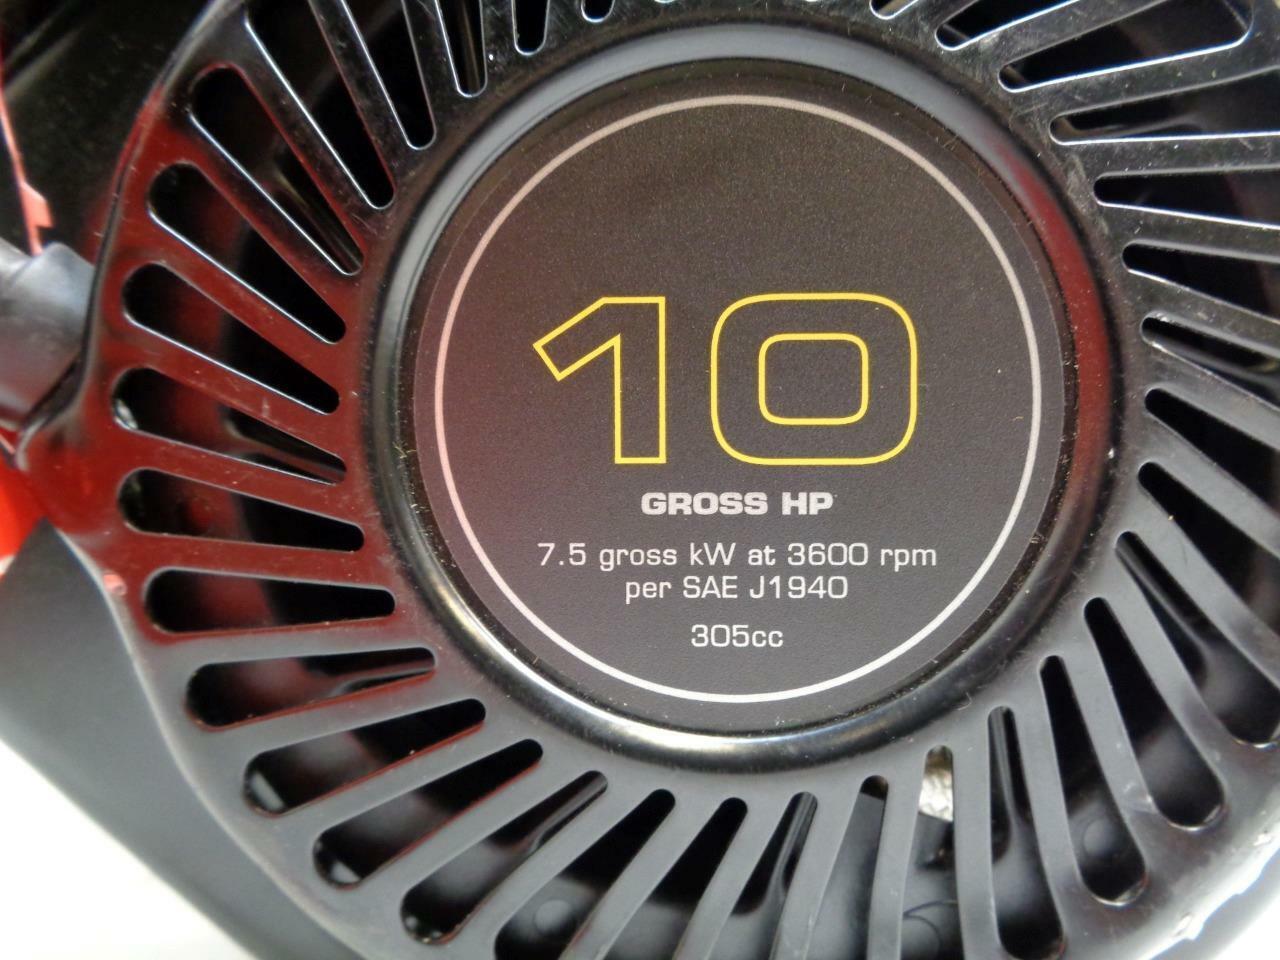 10
GROSS HP
7.5 gross kW at 3600 rpm
per SAE J1940
305cc